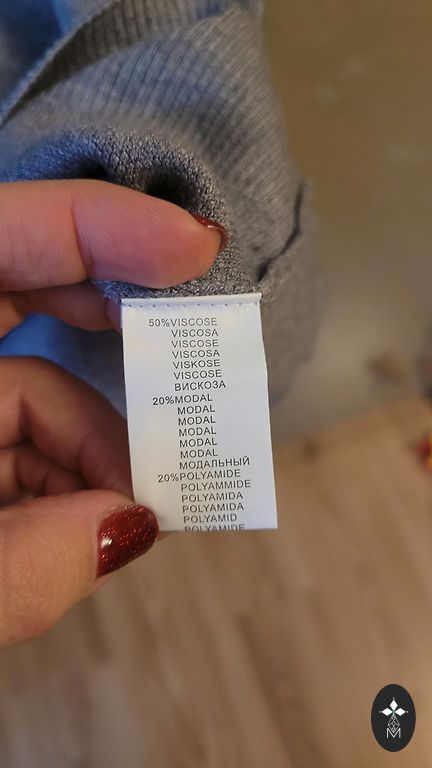 50%VISCOSE
VISCOSA
VISCOSE
VISCOSA
VISKOSE
VISCOSE
ВИСКОЗА
20%MODAL
MODAL
MODAL
MODAL
MODAL
MODAL
МОДАЛЬНЫЙ
20%POLYAMIDE
POLYAMMIDE
POLYAMIDA
POLYAMIDA
POLYAMID
POLYAMIDE
M